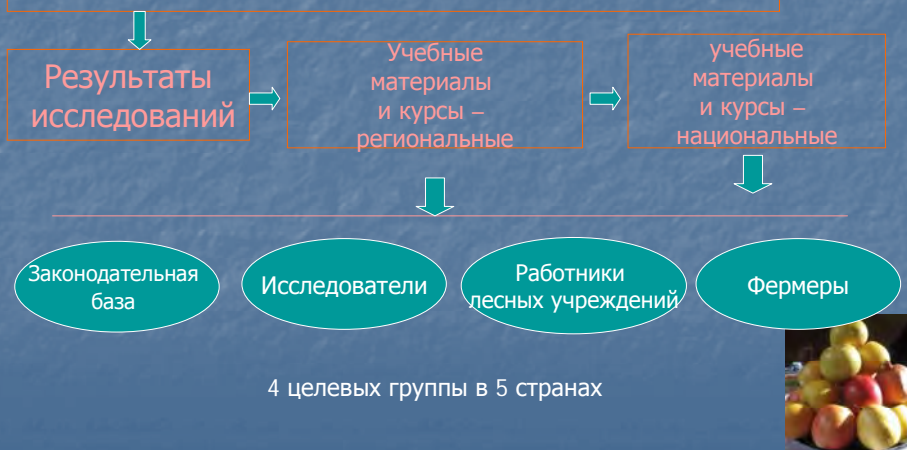 Результаты
исследований
Учебные
материалы
и курсы –
региональные
учебные
материалы
и курсы –
национальные
Законодательная
база
Исследователи
Работники
лесных учреждений
Фермеры
4 целевых группы в 5 странах